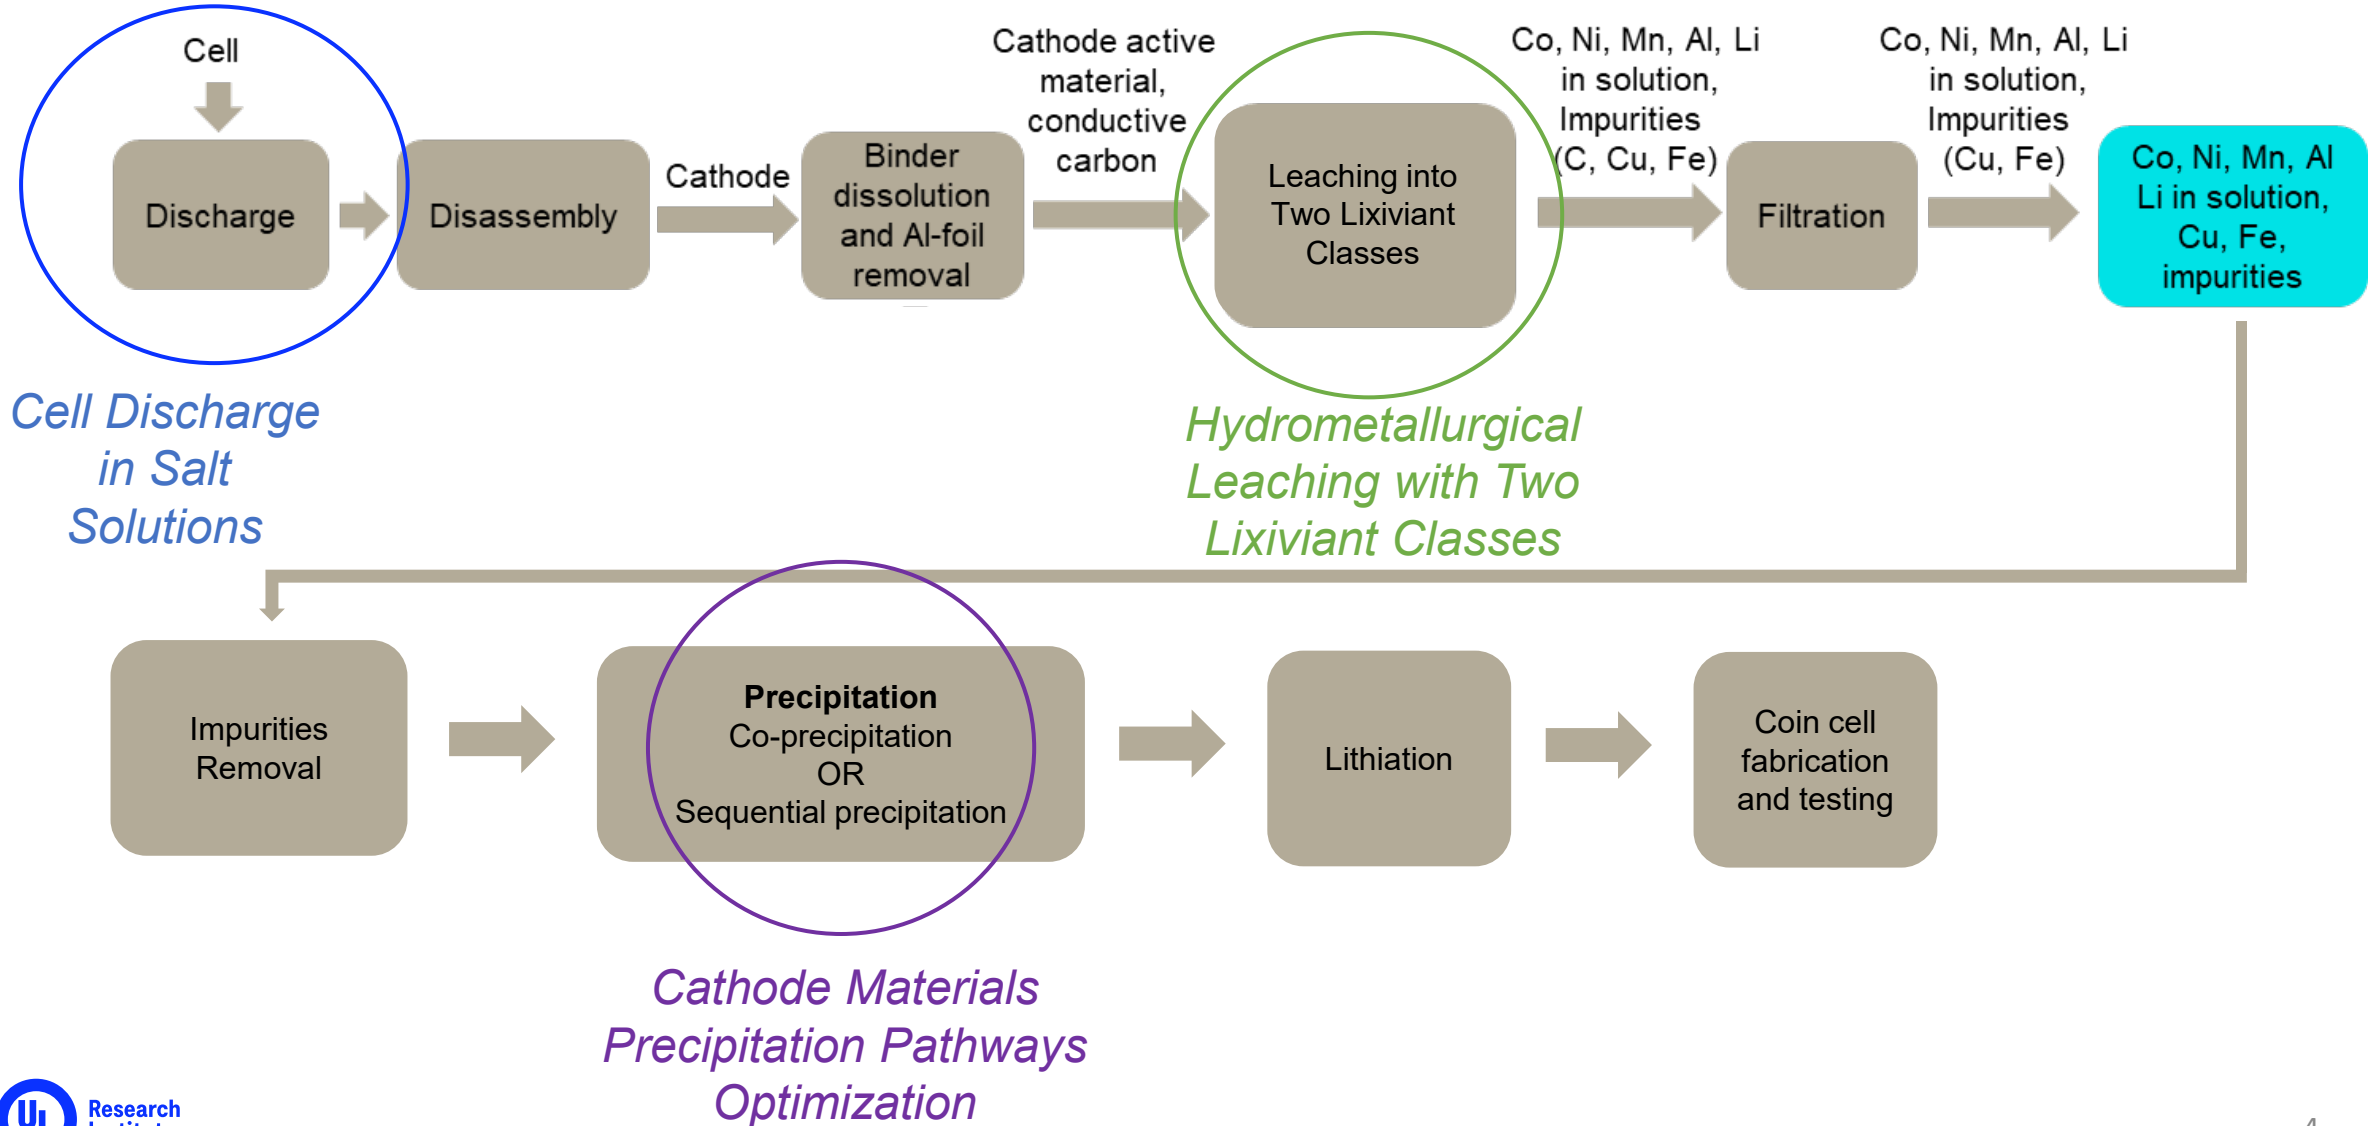 Cell
Discharge
Disassembly
Cathode
Binder
dissolution
and Al-foil
removal
Cathode active
material,
conductive
carbon
Leaching into
Two Lixiviant
Classes
Co, Ni, Mn, Al, Li
in solution,
Impurities
(C, Cu, Fe)
Filtration
Co, Ni, Mn, Al, Li
in solution,
Impurities
(Cu, Fe)
Co, Ni, Mn, Al
Li in solution,
Cu, Fe,
impurities
Cell Discharge
in Salt
Solutions
Hydrometallurgical
Leaching with Two
Lixiviant Classes
Impurities
Removal
Precipitation
Co-precipitation
OR
Sequential precipitation
Lithiation
Coin cell
fabrication
and testing
Cathode Materials
Precipitation Pathways
Optimization
UL
Research